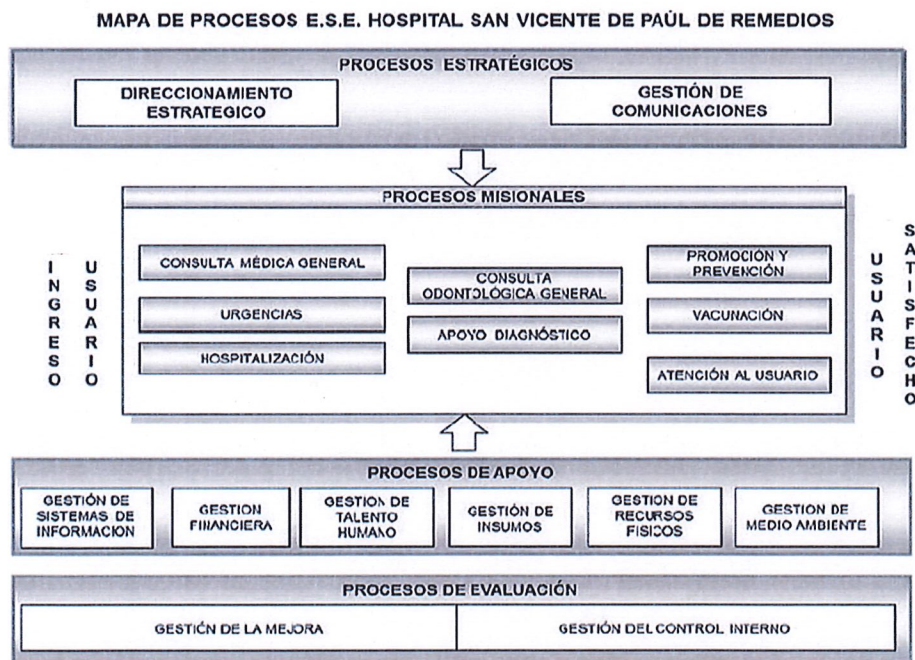 MAPA DE PROCESOS E.S.E. HOSPITAL SAN VICENTE DE PAÚL DE REMEDIOS
PROCESOS ESTRATÉGICOS
DIRECCIONAMIENTO
ESTRATEGICO
GESTIÓN DE
COMUNICACIONES
PROCESOS MISIONALES
INGRESO
USUARIO
CONSULTA MÉDICA GENERAL
URGENCIAS
HOSPITALIZACIÓN
CONSULTA
ODONTOLÓGICA GENERAL
APOYO DIAGNÓSTICO
PROMOCIÓN Y
PREVENCIÓN
VACUNACIÓN
ATENCIÓN AL USUARIO
USUARIO
SATISFECHO
PROCESOS DE APOYO
GESTIÓN DE
SISTEMAS DE
INFORMACION
GESTION
FINANCIERA
GESTION DE
TALENTO
HUMANO
GESTIÓN DE
INSUMOS
GESTION DE
RECURSOS
FISICOS
GESTION DE
MEDIO AMBIENTE
PROCESOS DE EVALUACIÓN
GESTIÓN DE LA MEJORA
GESTIÓN DEL CONTROL INTERNO